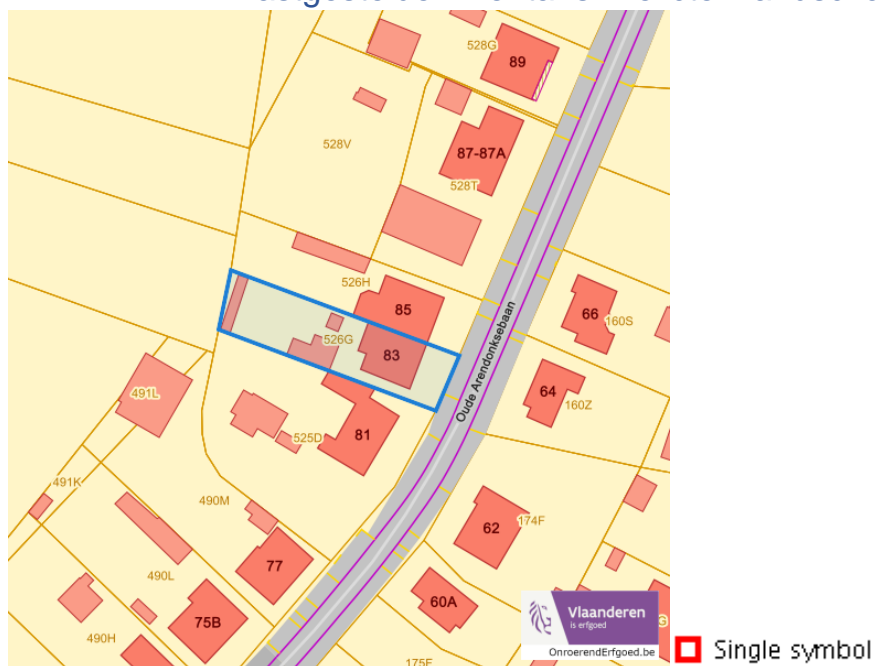 528G
89
528V
87-87A
528T
526H
85
66
160S
526G
83
Oude Arendonksebaan
64
160Z
491L
81
525D
491K
490M
62
174F
77
490L
60A
75B
490H
175F
Vlaanderen
is erfgoed
OnroerendErfgoed.be
G
Single symbol